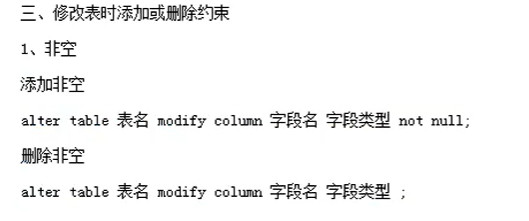 三、修改表时添加或删除约束
1、非空
添加非空
alter table 表名 modify column 字段名 字段类型 not null;
删除非空
alter table 表名 modify column 字段名 字段类型 ;